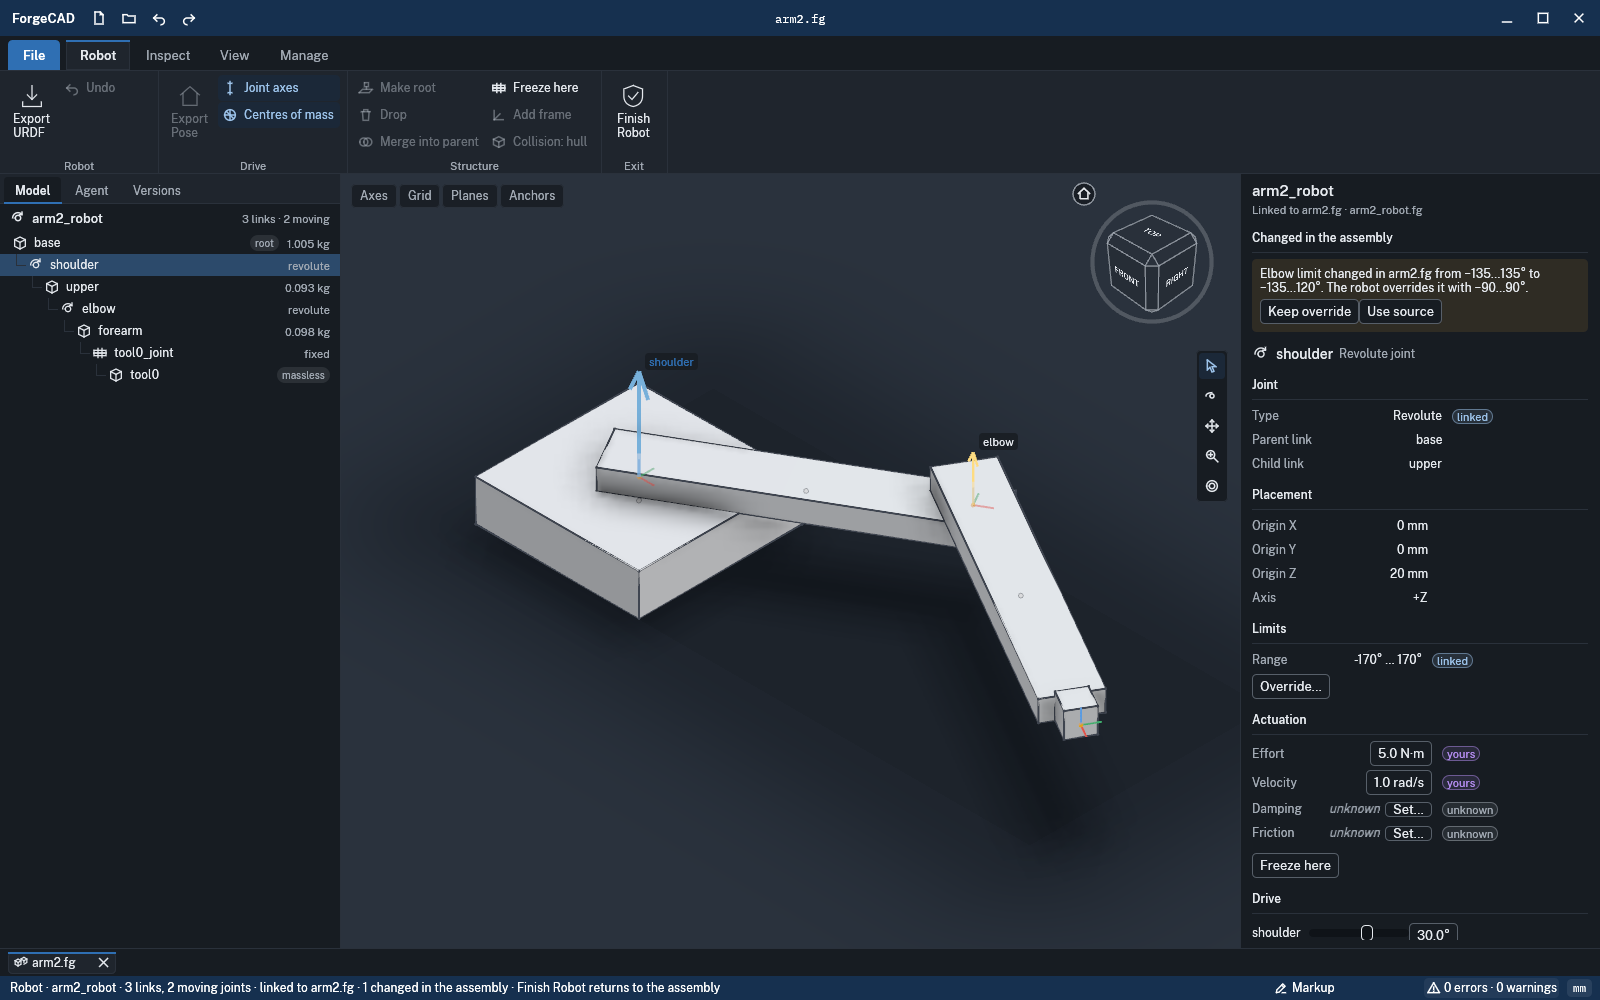 ForgeCAD
arm2.fg
File
Robot
Inspect
View
Manage
Export URDF
Undo
Robot
Export Pose
Joint axes
Centres of mass
Drive
Make root
Drop
Merge into parent
Freeze here
Add frame
Collision: hull
Structure
Finish Robot
Exit
Model
Agent
Versions
arm2_robot 3 links · 2 moving
base root 1.005 kg
shoulder revolute
upper 0.093 kg
elbow revolute
forearm 0.098 kg
tool0_joint fixed
tool0 massless
Axes
Grid
Planes
Anchors
TOP
FRONT
RIGHT
shoulder
elbow
arm2_robot
Linked to arm2.fg · arm2_robot.fg
Changed in the assembly
Elbow limit changed in arm2.fg from −135…135° to
−135…120°. The robot overrides it with −90…90°.
Keep override
Use source
shoulder Revolute joint
Joint
Type Revolute linked
Parent link base
Child link upper
Placement
Origin X 0 mm
Origin Y 0 mm
Origin Z 20 mm
Axis +Z
Limits
Range -170° … 170° linked
Override…
Actuation
Effort 5.0 N·m yours
Velocity 1.0 rad/s yours
Damping unknown Set… unknown
Friction unknown Set… unknown
Freeze here
Drive
shoulder 30.0°
arm2.fg
Robot · arm2_robot · 3 links, 2 moving joints · linked to arm2.fg · 1 changed in the assembly · Finish Robot returns to the assembly
Markup
0 errors · 0 warnings
mm